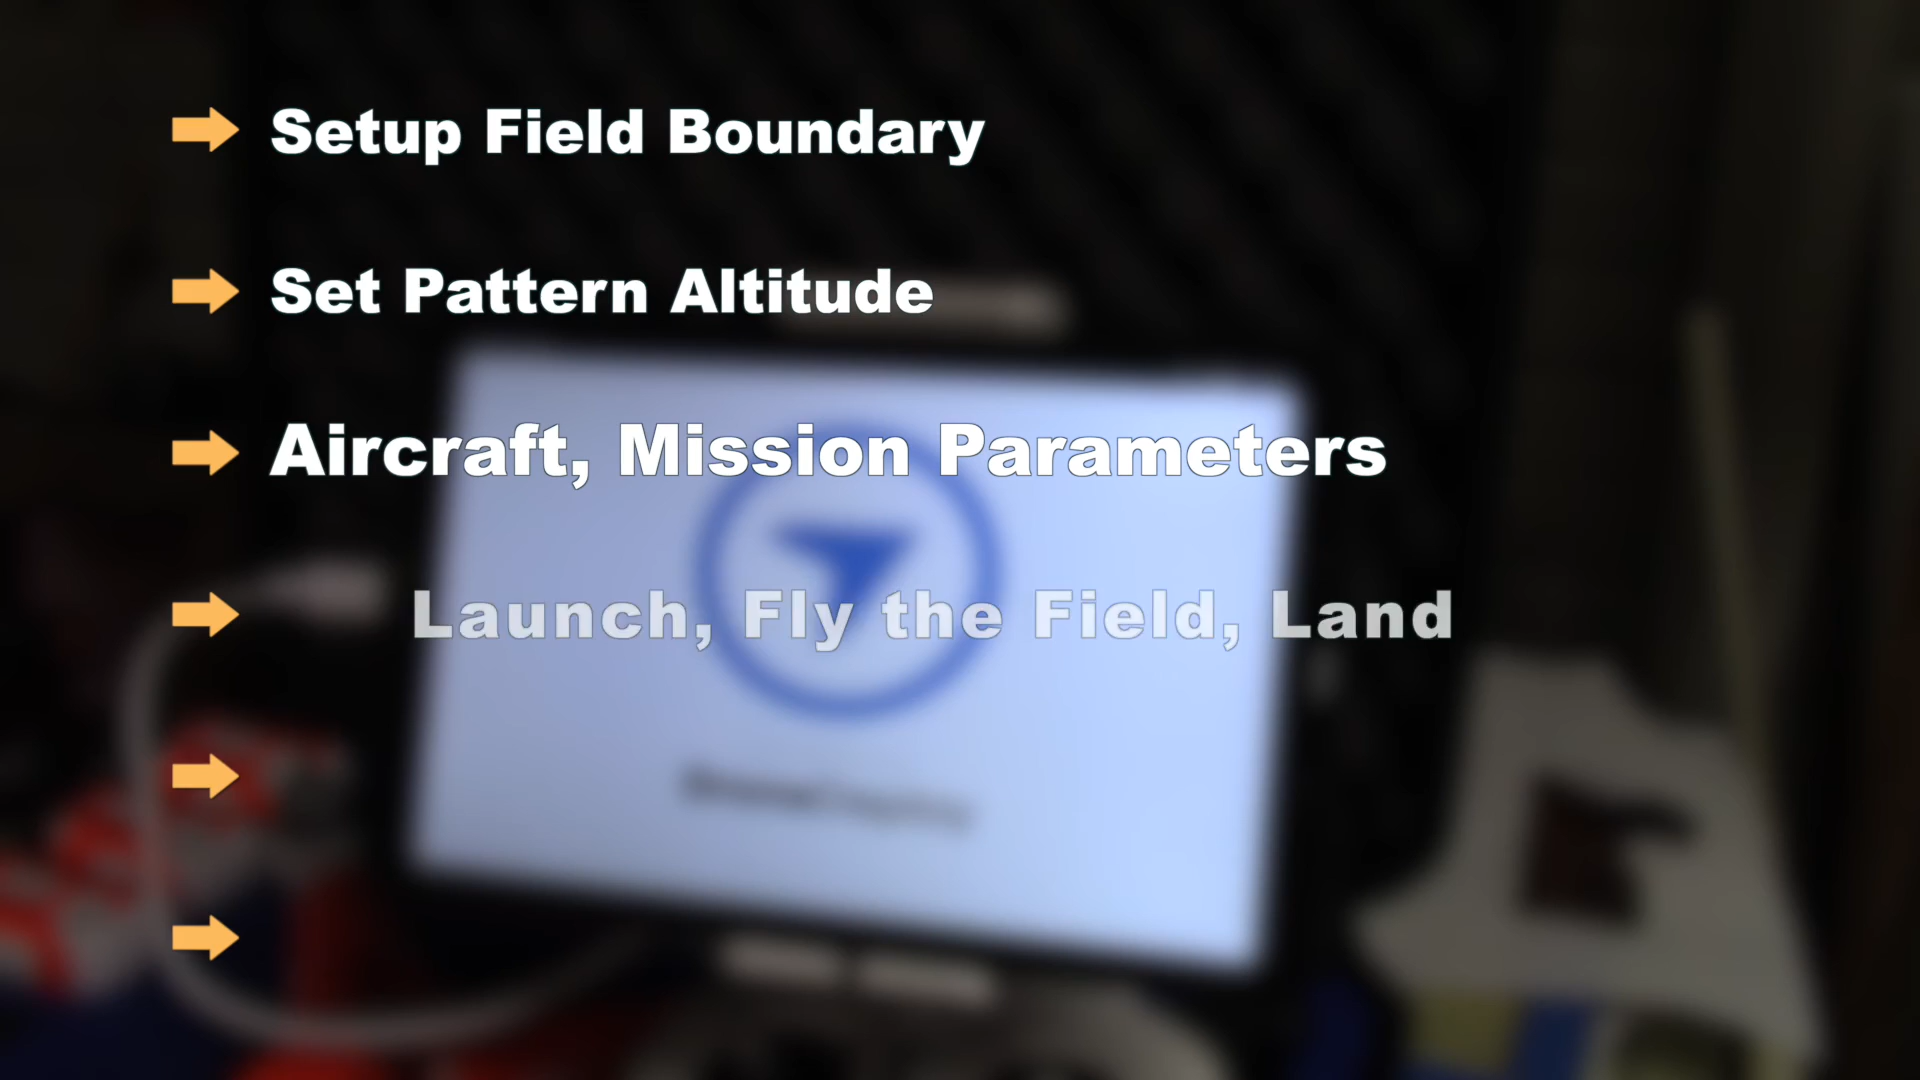 Setup Field Boundary
Set Pattern Altitude
Aircraft, Mission Parameters
Launch, Fly the Field, Land